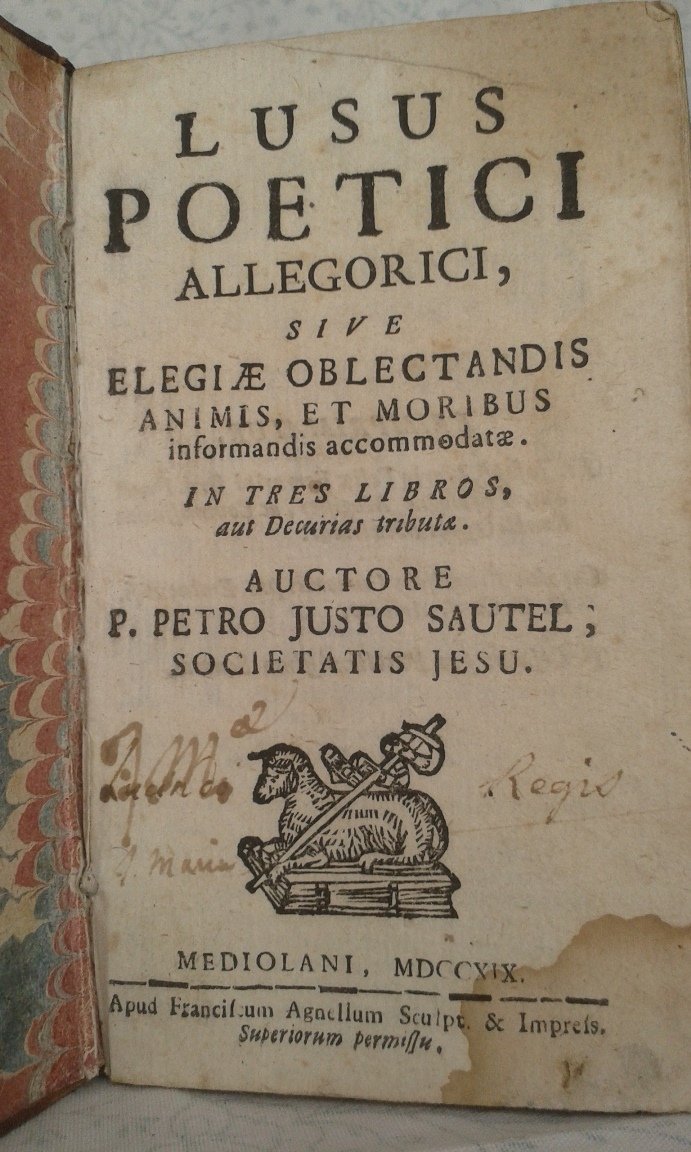 LUSUS
POETICI
ALLEGORICI,
SIVE
ELEGIÆ OBLECTANDIS
ANIMIS, ET MORIBUS
informandis accommodatæ.
IN TRES LIBROS,
aut Decurias tributæ.
AUCTORE
P. PETRO JUSTO SAUTEL;
SOCIETATIS JESU.
Regis
Maria
MEDIOLANI, MDCCXIX.
Apud Franciſcum Agnellum Sculpt. & Impreſs.
Superiorum permiſſu.